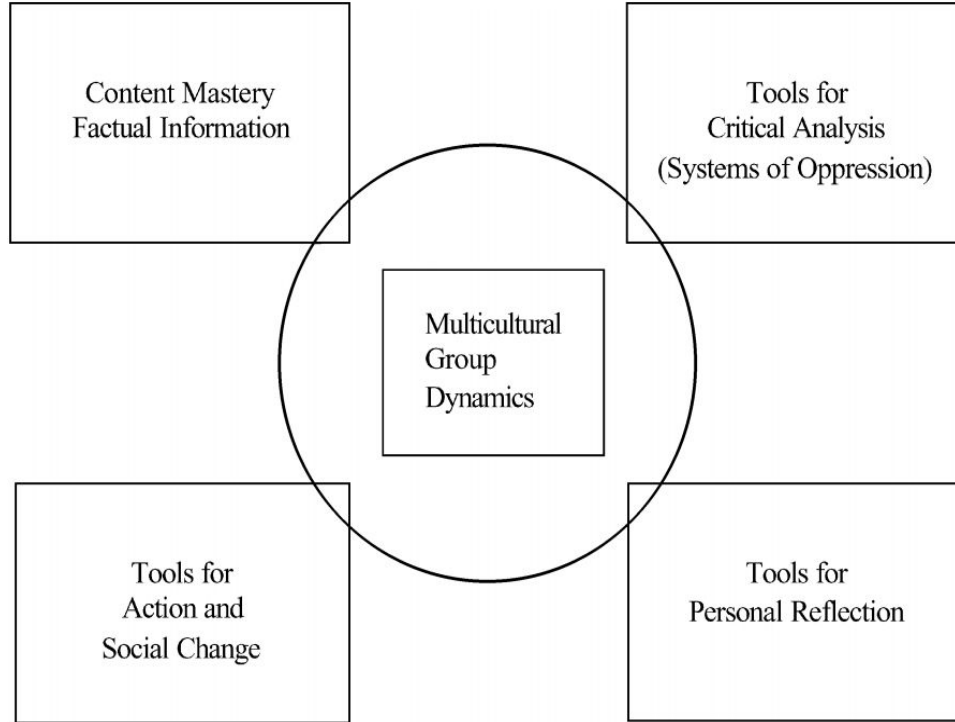 Content Mastery
Factual Information
Tools for
Critical Analysis
(Systems of Oppression)
Multicultural
Group
Dynamics
Tools for
Action and
Social Change
Tools for
Personal Reflection